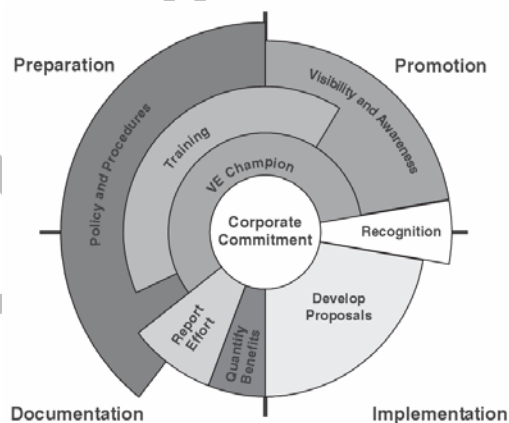 Preparation
Promotion
Visibility and Awareness
Policy and Procedures
Training
VE Champion
Corporate
Commitment
Recognition
Develop
Proposals
Report
Effort
Quantify
Benefits
Documentation
Implementation